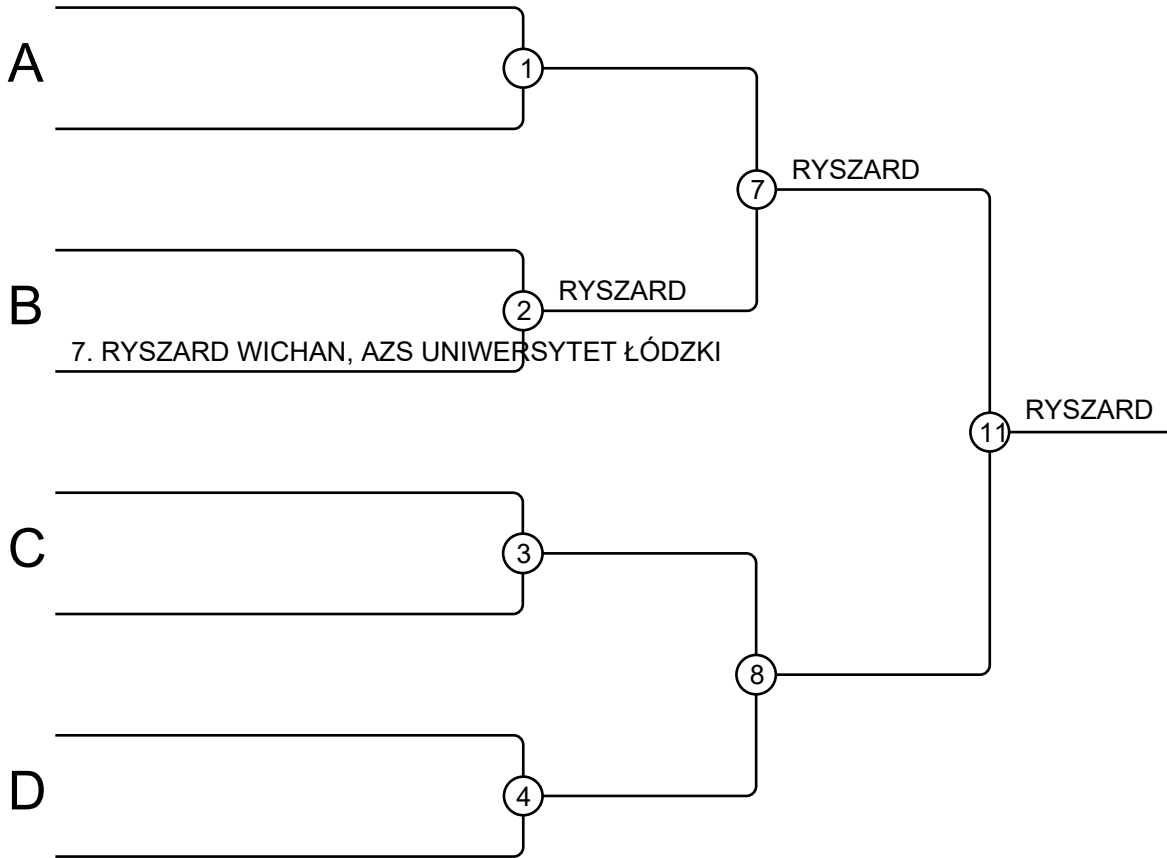 A
1
RYSZARD
7
RYSZARD
B
2
7. RYSZARD WICHAN, AZS UNIWERSYTET ŁÓDZKI
RYSZARD
11
C
3
8
D
4